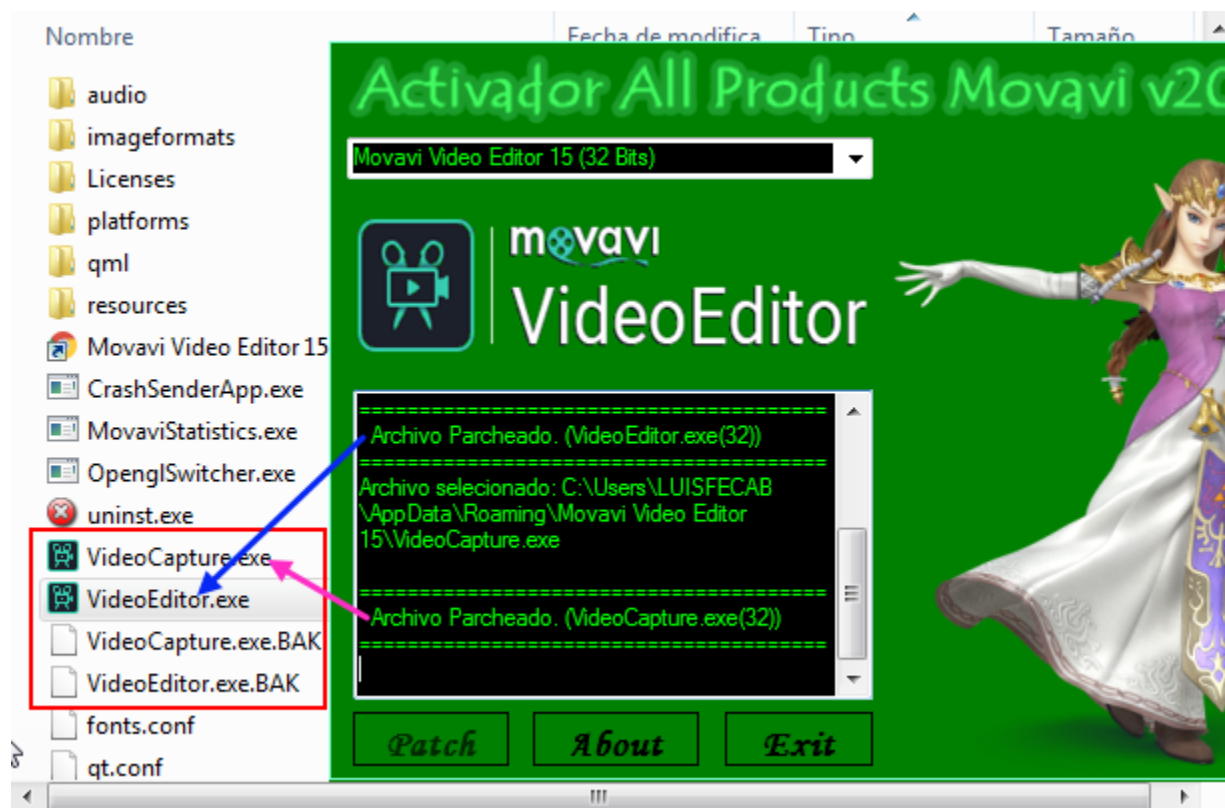 Nombre
Fecha de modifica... Tipo Tamaño
audio
imageformats
Licenses
platforms
qml
resources
Movavi Video Editor 15
CrashSenderApp.exe
MovaviStatistics.exe
OpenglSwitcher.exe
uninst.exe
VideoCapture.exe
VideoEditor.exe
VideoCapture.exe.BAK
VideoEditor.exe.BAK
fonts.conf
qt.conf
Activador All Products Movavi v20
Movavi Video Editor 15 (32 Bits)
movavi
VideoEditor
=======================================
Archivo Parcheado. (VideoEditor.exe(32))
=======================================
Archivo selecionado: C:\Users\LUISFECAB
\AppData\Roaming\Movavi Video Editor
15\VideoCapture.exe
=======================================
Archivo Parcheado. (VideoCapture.exe(32))
=======================================
Patch About Exit